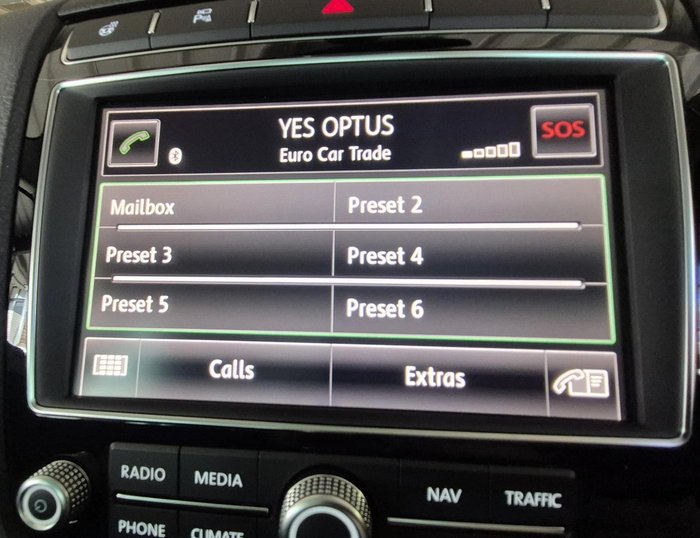 YES OPTUS
Euro Car Trade
SOS
Mailbox
Preset 2
Preset 3
Preset 4
Preset 5
Preset 6
Calls
Extras
RADIO
MEDIA
NAV
TRAFFIC
PHONE
CLIMATE